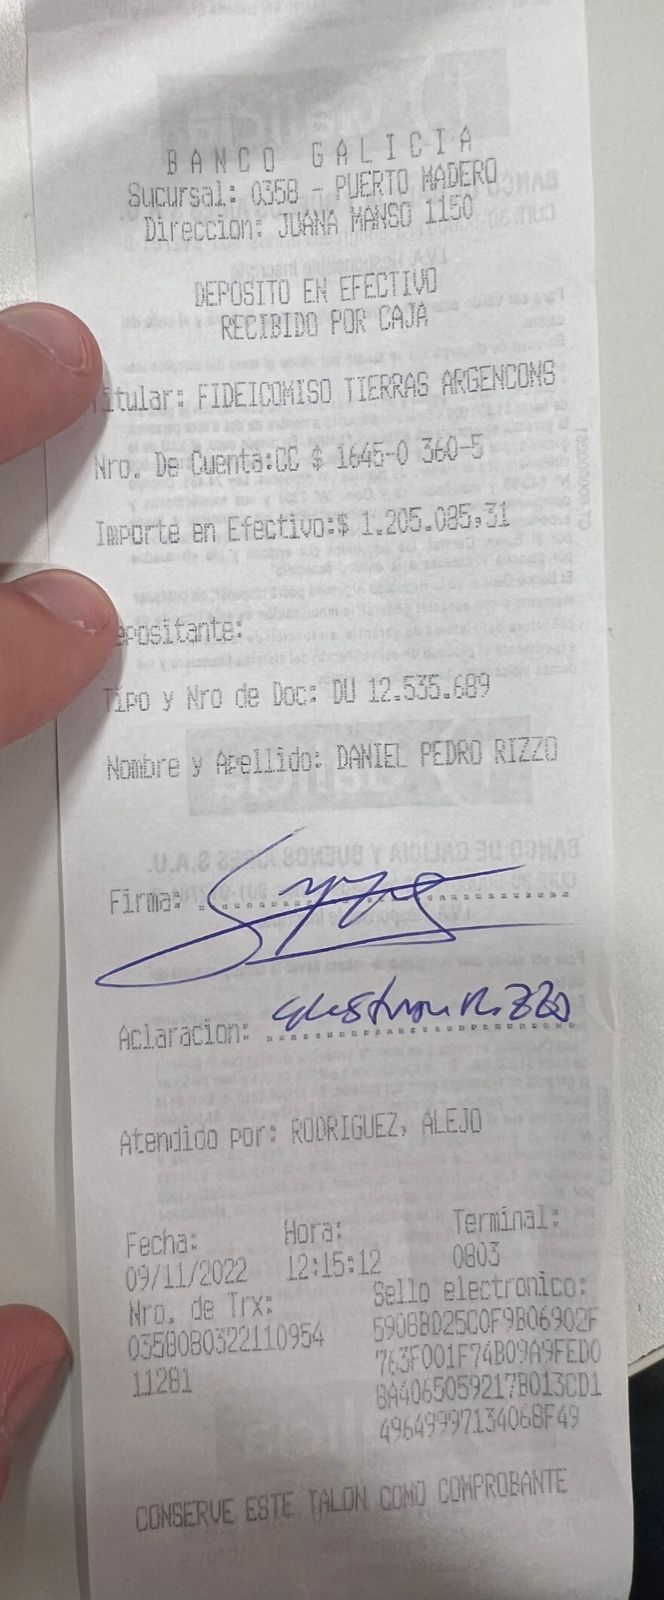 BANCO GALICIA
Sucursal: 0358 - PUERTO MADERO
Direccion: JUANA MANSO 1150
DEPOSITO EN EFECTIVO
RECIBIDO POR CAJA
itular: FIDEICOMISO TIERRAS ARGENCONS
Nro. De Cuenta:CC $ 1645-0 360-5
Importe en Efectivo:$ 1.205.085,31
epositante:
Tipo y Nro de Doc: DU 12.535.689
Nombre y Apellido: DANIEL PEDRO RIZZO
Firma:
Aclaracion: RIZZO
Atendido por: RODRIGUEZ, ALEJO
Fecha: Hora: Terminal:
09/11/2022 12:15:12 0803
Nro. de Trx: Sello electronico:
0358080322110954 5908BD25C0F9B06902F
11281 763F001F74B09A9FED0
8A4065059217B013CD1
49649997134068F49
CONSERVE ESTE TALON COMO COMPROBANTE